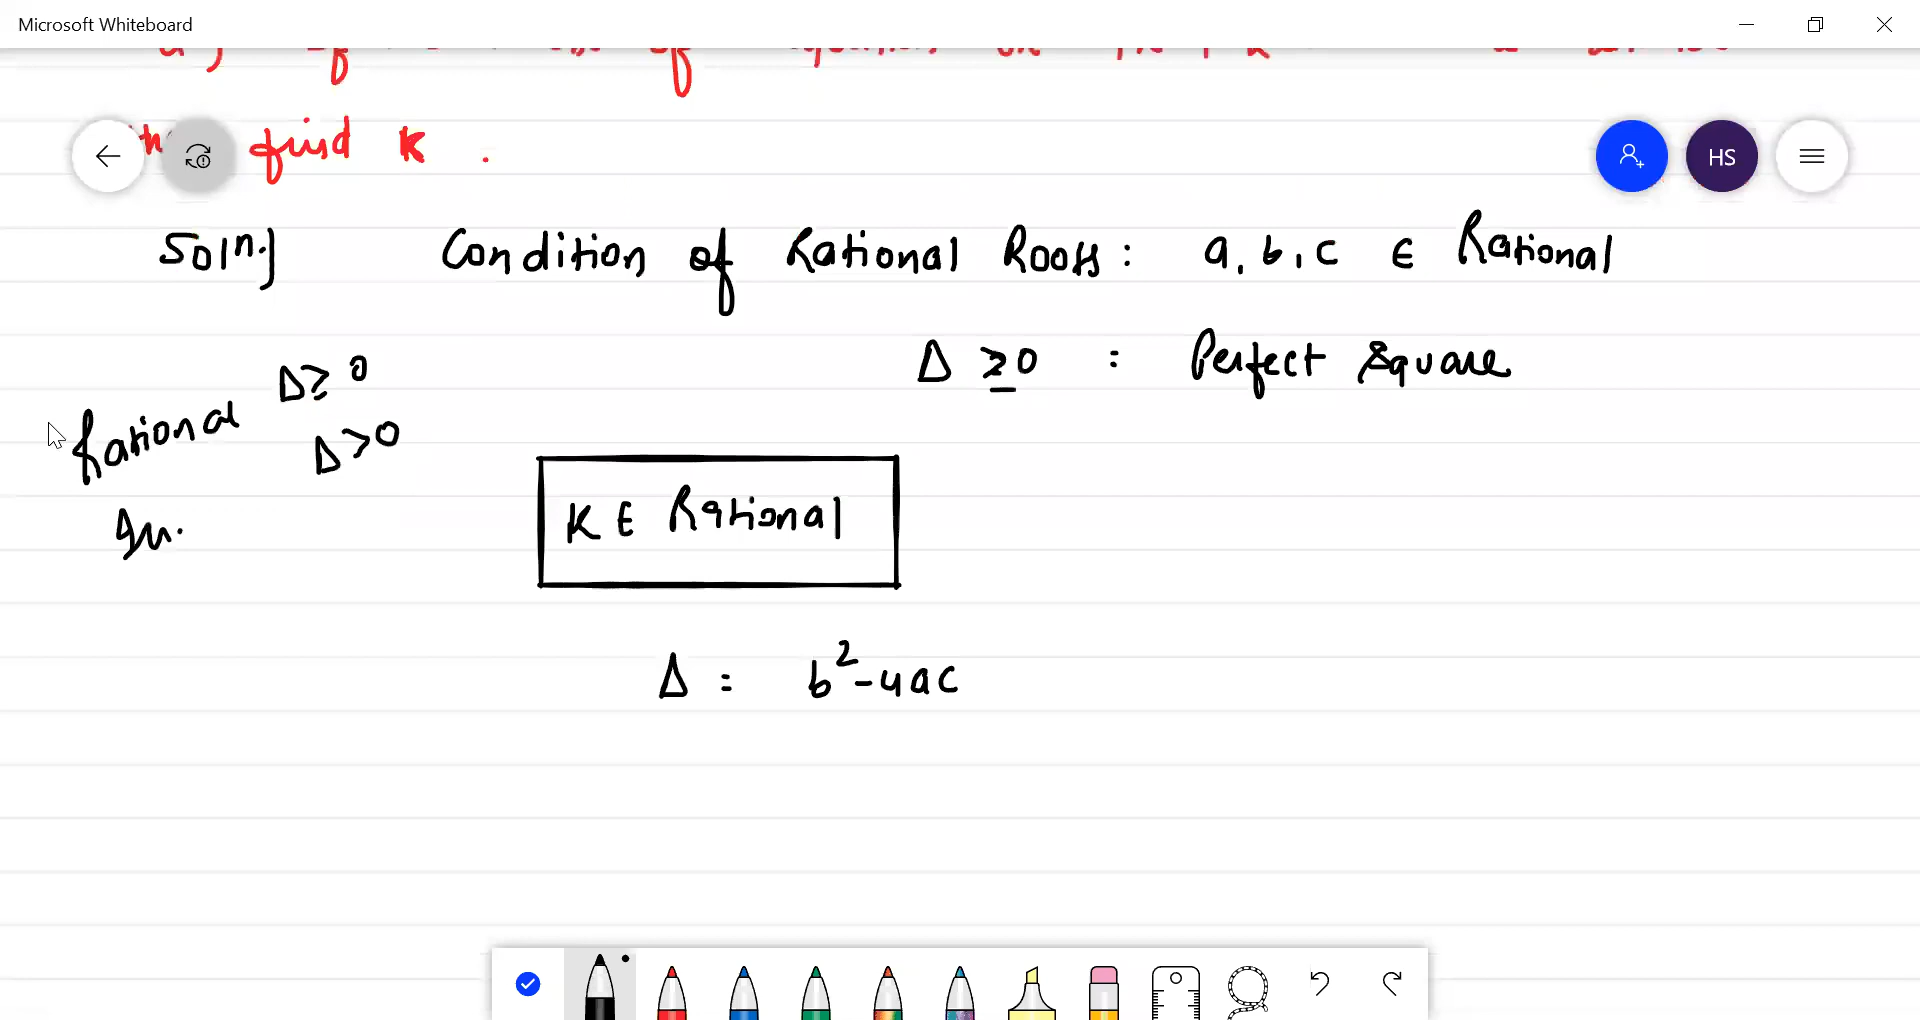 Microsoft Whiteboard
find K .
HS
Soln.] Condition of Rational Roots : a, b, c ∈ Rational
Δ ≥ 0 : Perfect Square
Δ ≥ 0
Rational
Δ > 0
K ∈ Rational
Δ = b²-4ac